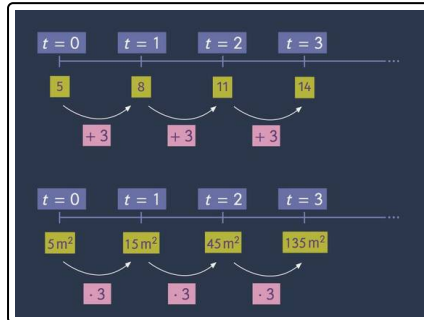 t = 0 t = 1 t = 2 t = 3
...
5 8 11 14
+ 3 + 3 + 3
t = 0 t = 1 t = 2 t = 3
...
5 m² 15 m² 45 m² 135 m²
· 3 · 3 · 3